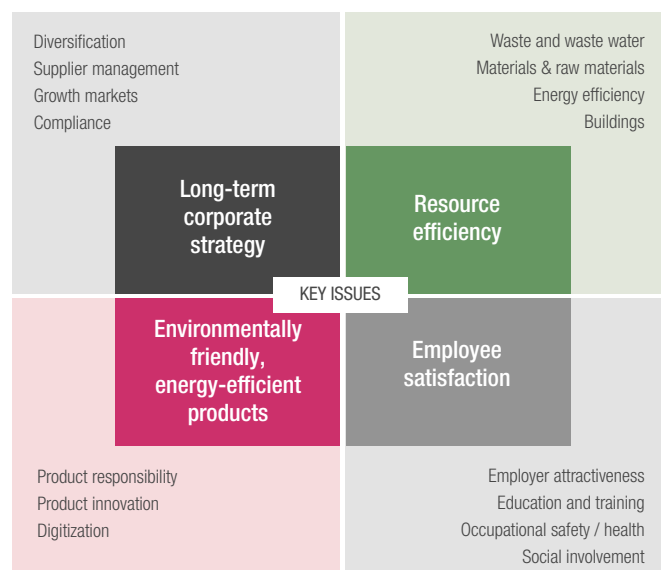 Diversification
Supplier management
Growth markets
Compliance
Waste and waste water
Materials & raw materials
Energy efficiency
Buildings
Long-term
corporate
strategy
Resource
efficiency
KEY ISSUES
Environmentally
friendly,
energy-efficient
products
Employee
satisfaction
Product responsibility
Product innovation
Digitization
Employer attractiveness
Education and training
Occupational safety / health
Social involvement